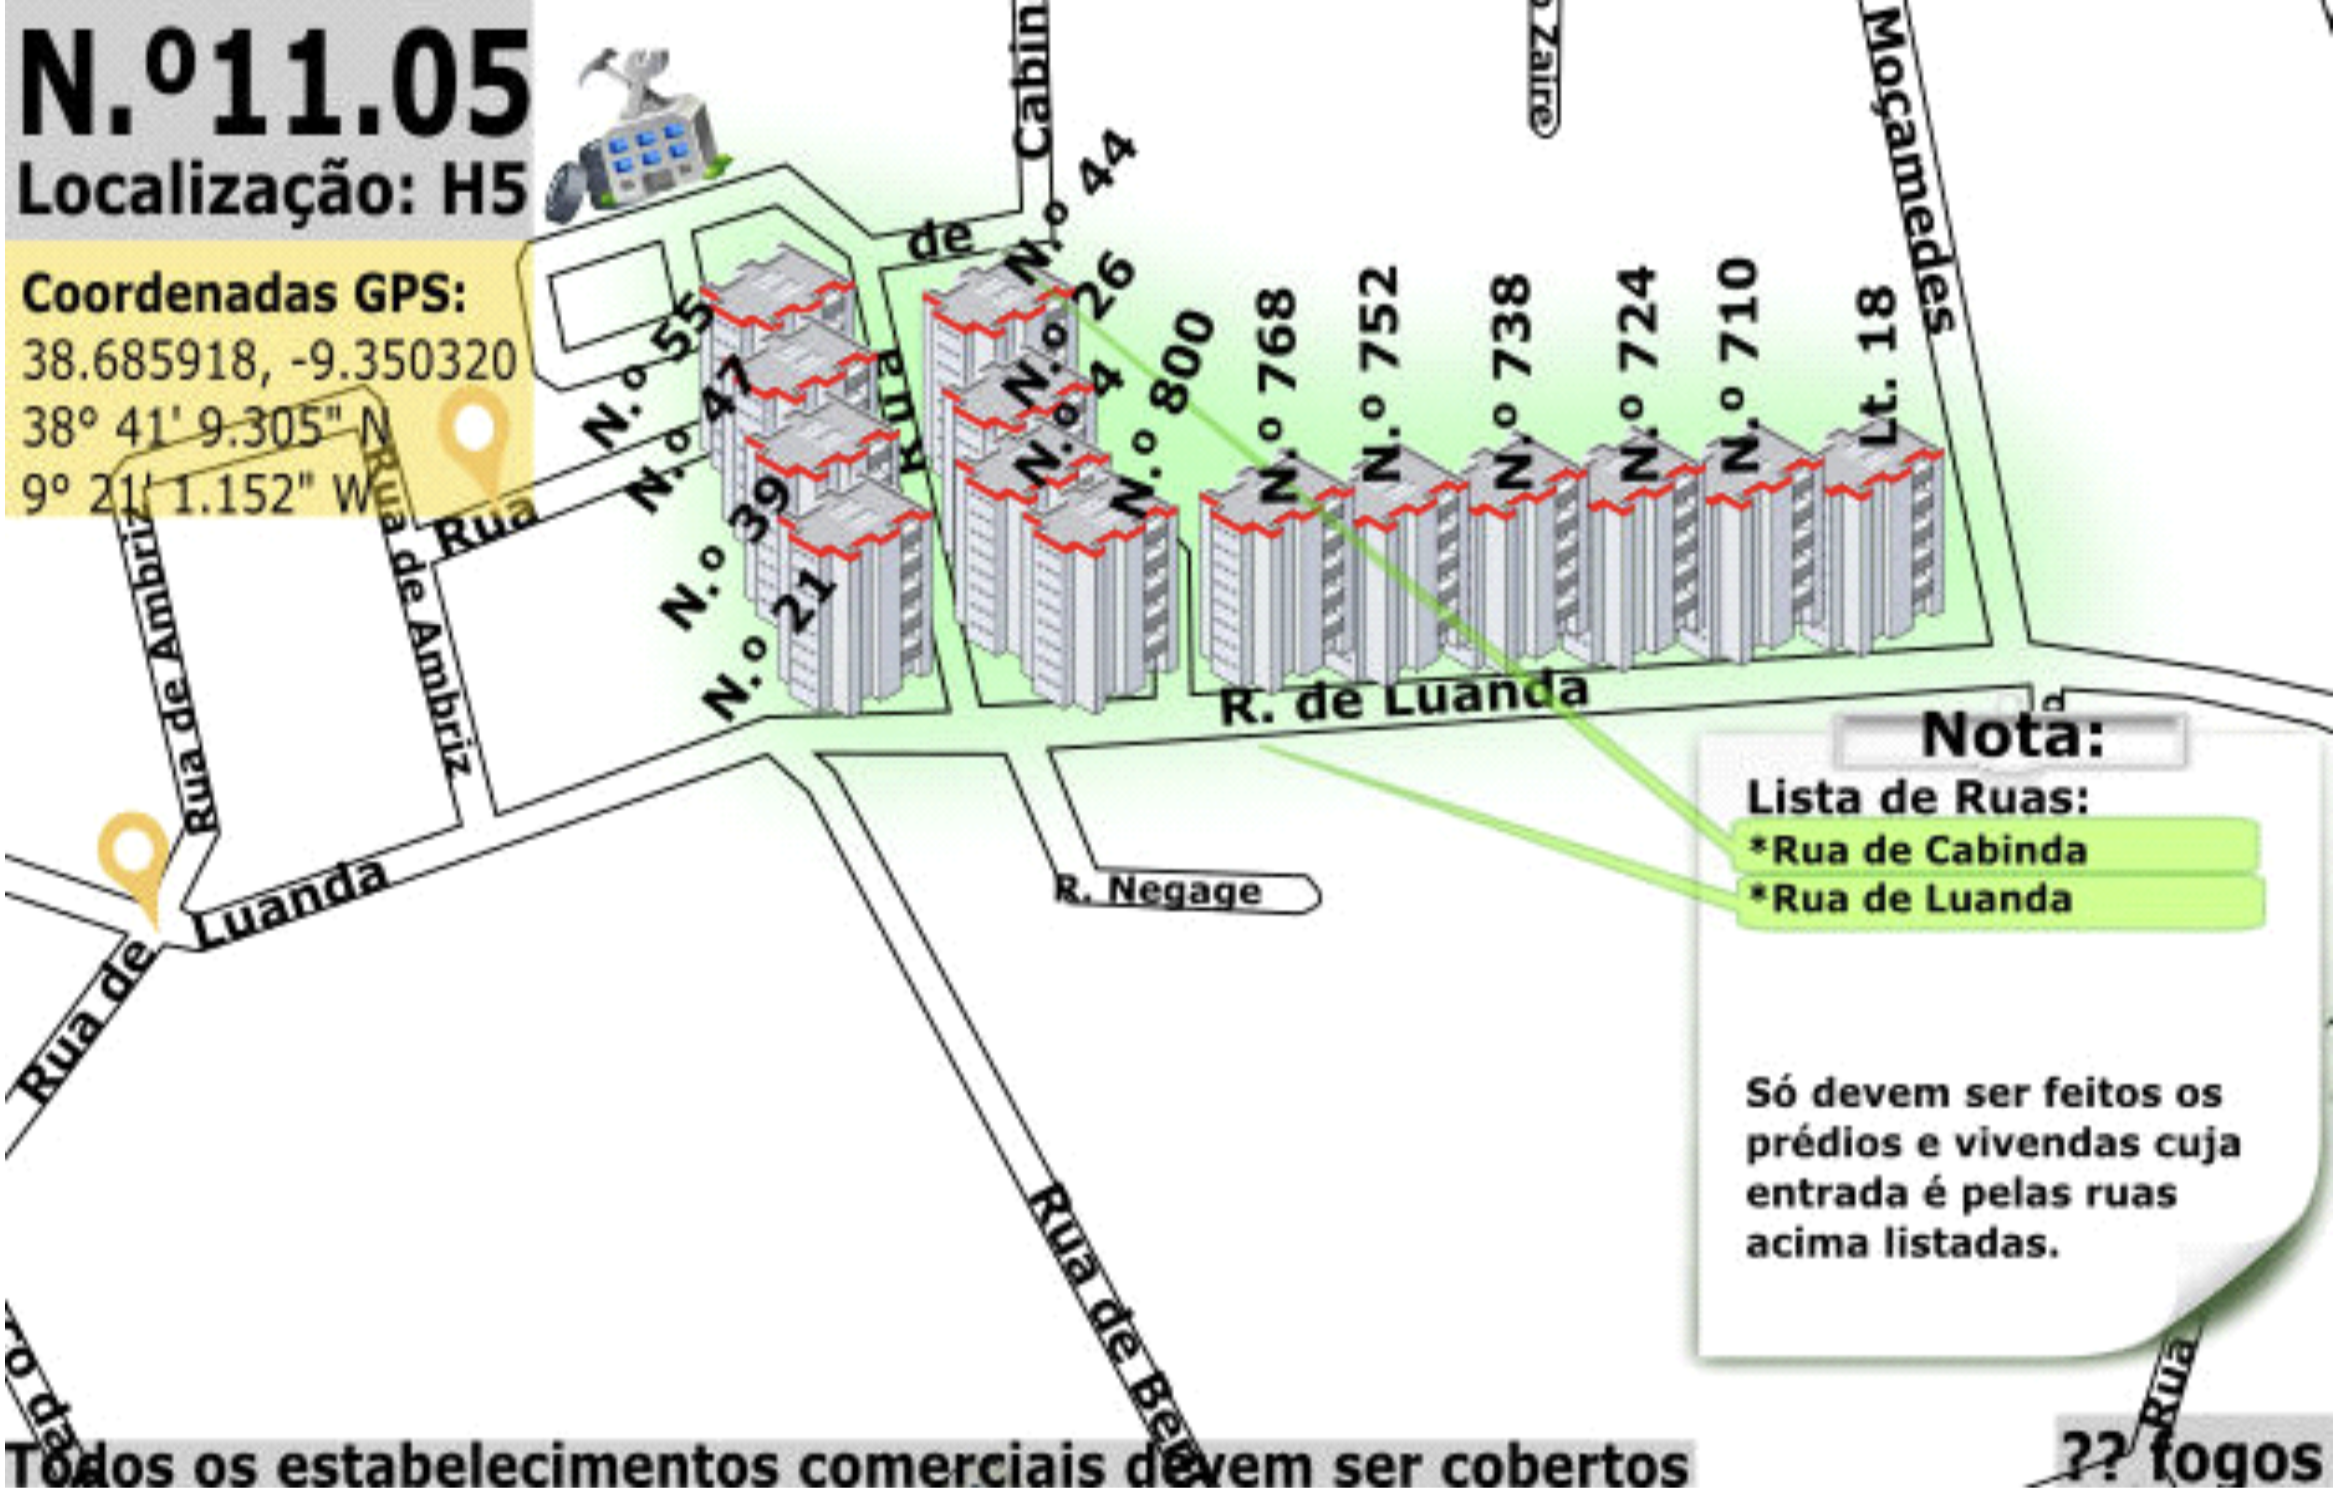 N.º11.05
Localização: H5
Coordenadas GPS:
38.685918, -9.350320
38º 41' 9.305" N
9º 21' 1.152" W
Cabin
Zaire
Moçamedes
de
N.º 44
N.º 26
N.º 4
N.º 800
N.º 768
N.º 752
N.º 738
N.º 724
N.º 710
Lt. 18
N.º 55
N.º 47
N.º 39
N.º 21
Rua
Rua
Rua de Ambriz
Rua de Ambriz
R. de Luanda
R. Negage
Luanda
Rua de
Rua de Beng
Nota:
Lista de Ruas:
*Rua de Cabinda
*Rua de Luanda
Só devem ser feitos os
prédios e vivendas cuja
entrada é pelas ruas
acima listadas.
Rua
ro da
Todos os estabelecimentos comerciais devem ser cobertos
?? fogos